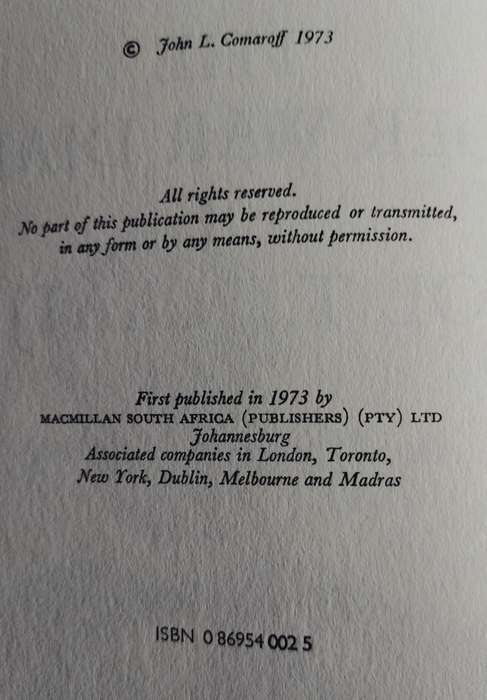 © John L. Comaroff 1973
All rights reserved.
No part of this publication may be reproduced or transmitted,
in any form or by any means, without permission.
First published in 1973 by
MACMILLAN SOUTH AFRICA (PUBLISHERS) (PTY) LTD
Johannesburg
Associated companies in London, Toronto,
New York, Dublin, Melbourne and Madras
ISBN 0 86954 002 5